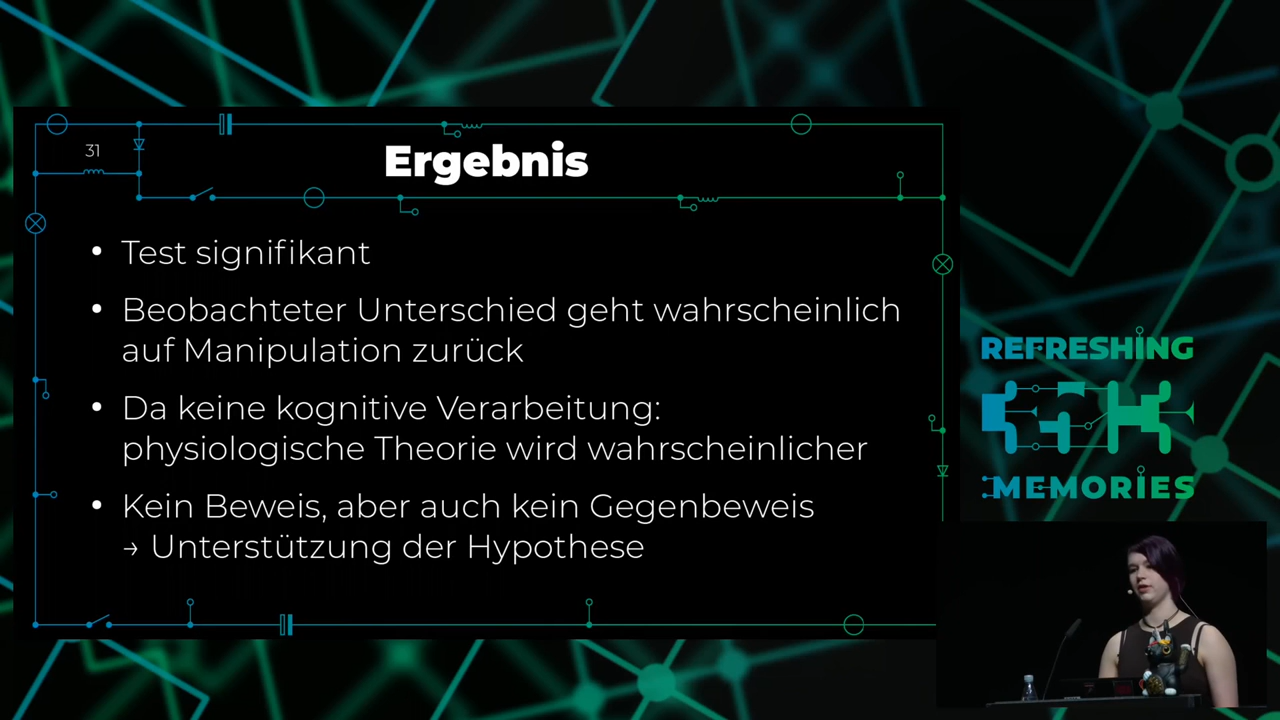 31
Ergebnis
• Test signifikant
• Beobachteter Unterschied geht wahrscheinlich
auf Manipulation zurück
• Da keine kognitive Verarbeitung:
physiologische Theorie wird wahrscheinlicher
• Kein Beweis, aber auch kein Gegenbeweis
→ Unterstützung der Hypothese
REFRESHING
MEMORIES